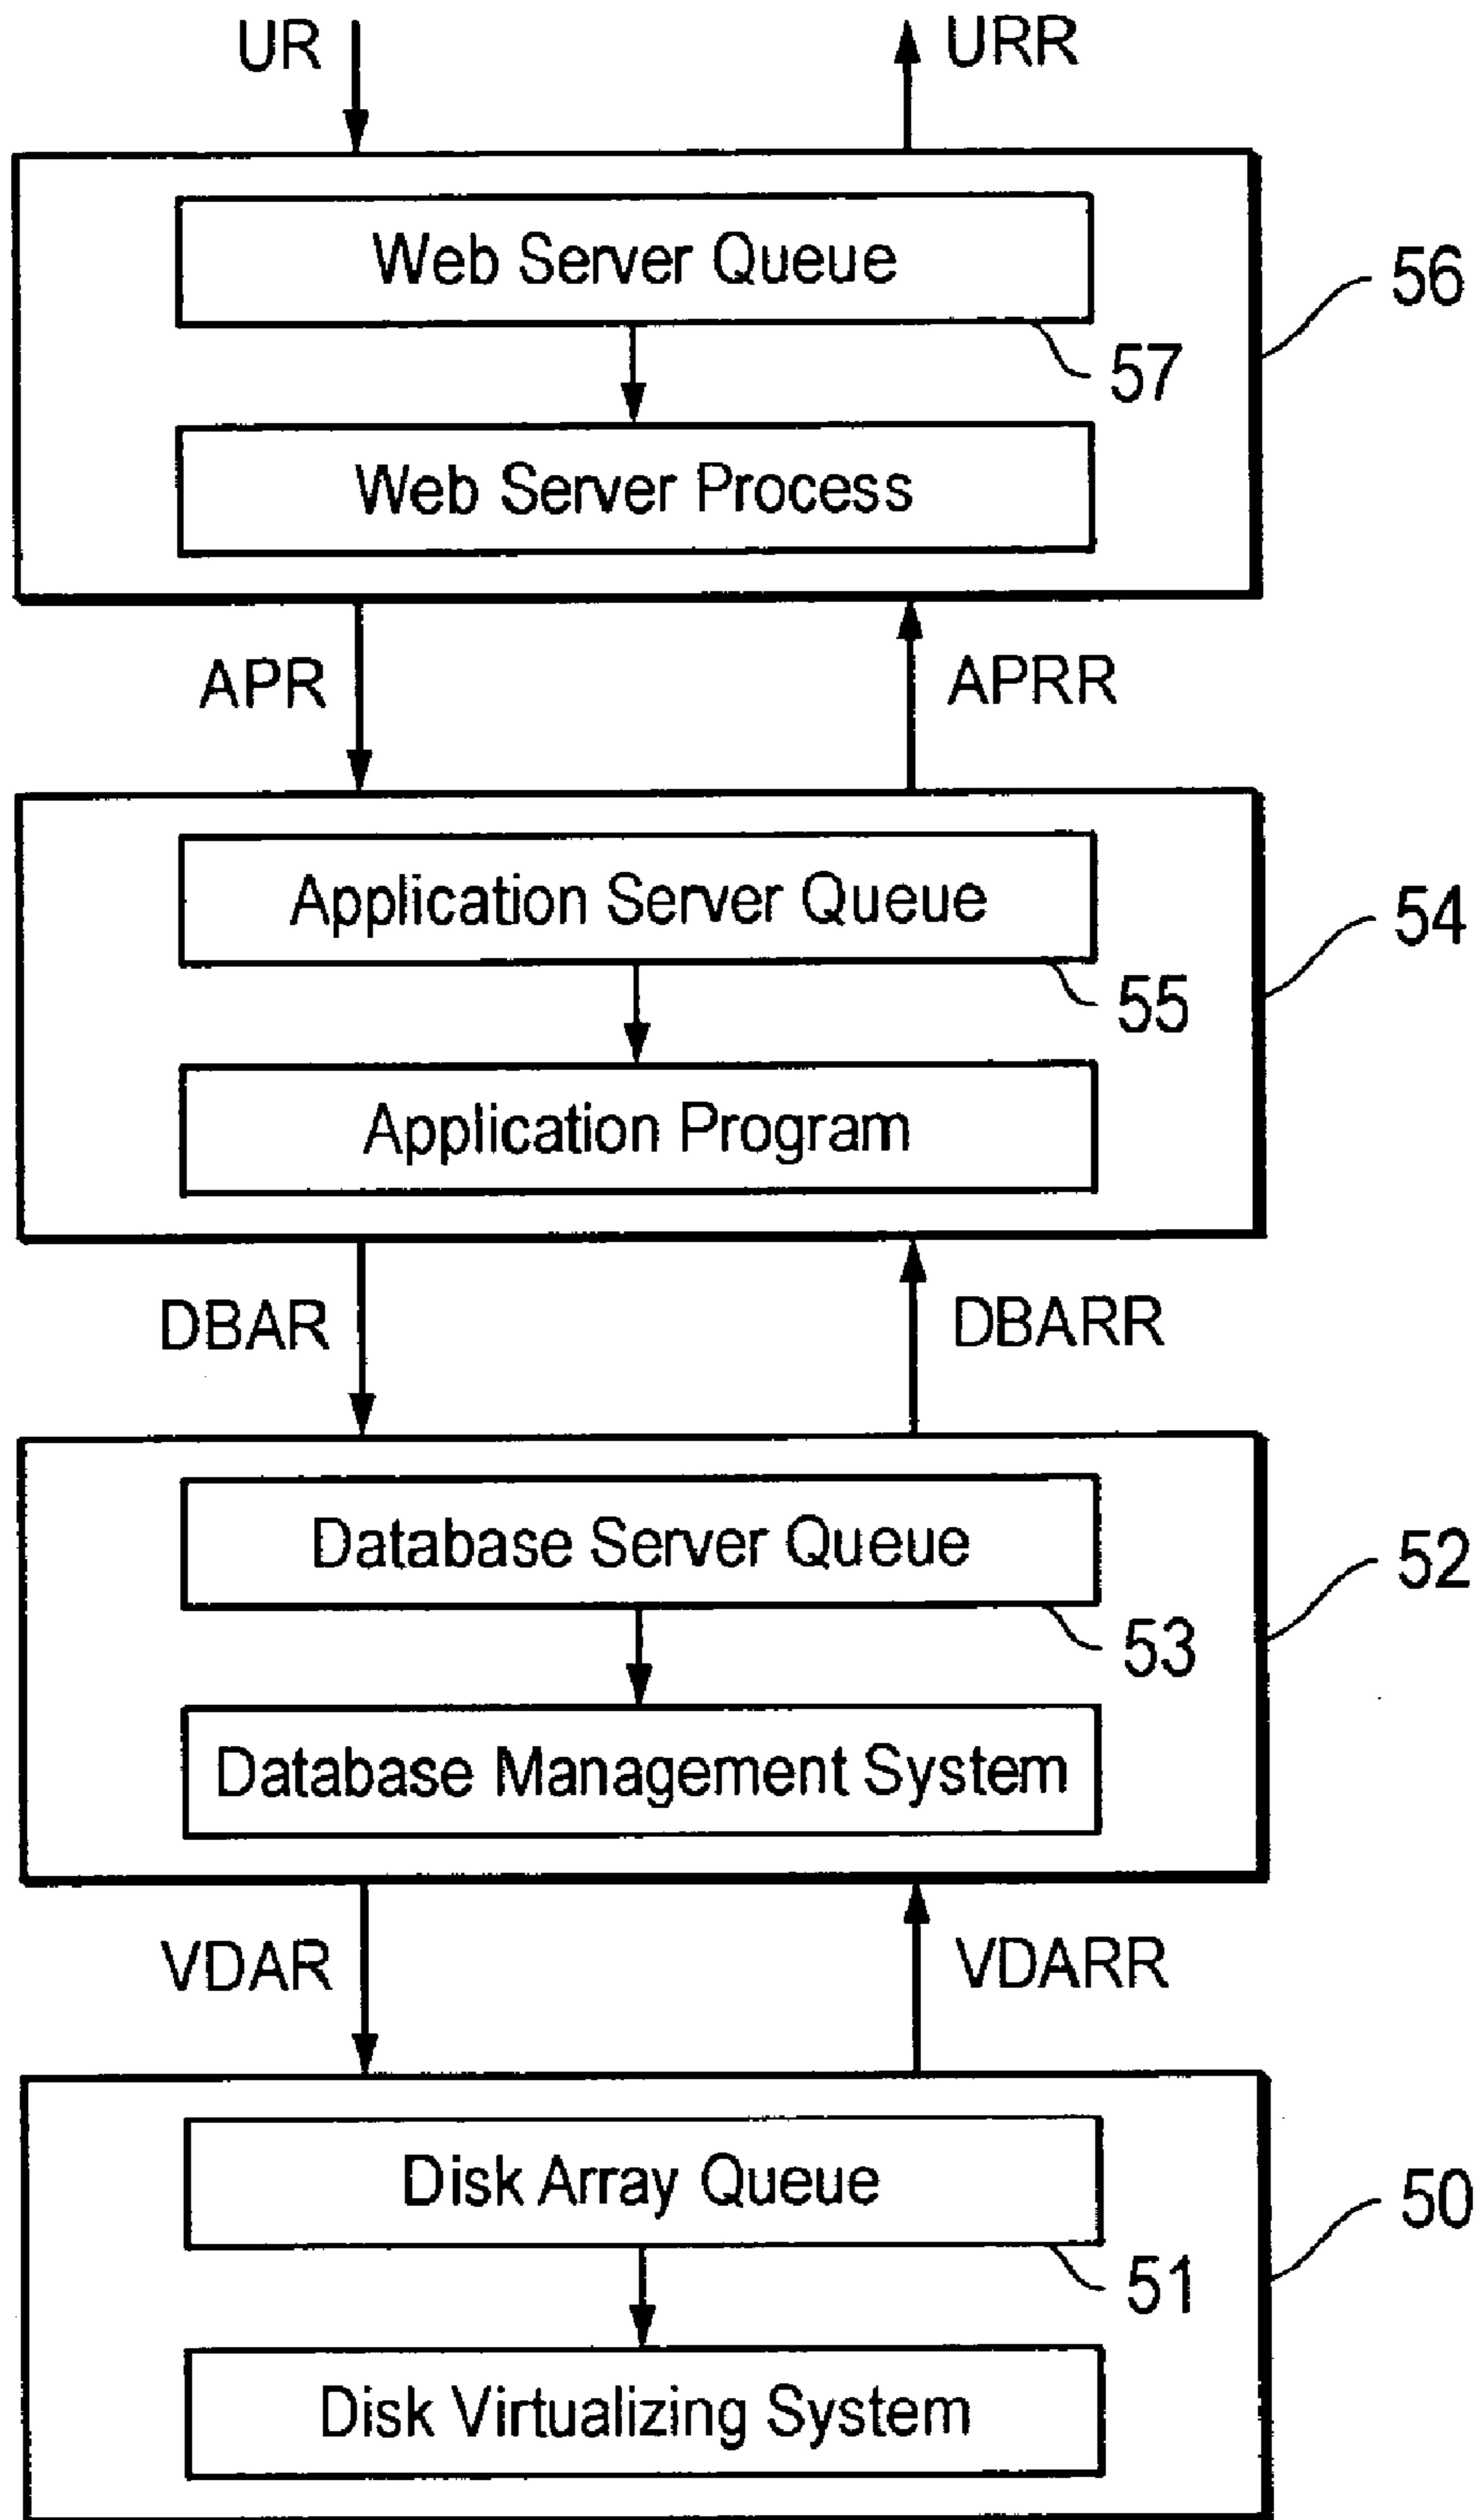 UR
URR
Web Server Queue
56
57
Web Server Process
APR
APRR
Application Server Queue
54
55
Application Program
DBAR
DBARR
Database Server Queue
52
53
Database Management System
VDAR
VDARR
Disk Array Queue
50
51
Disk Virtualizing System